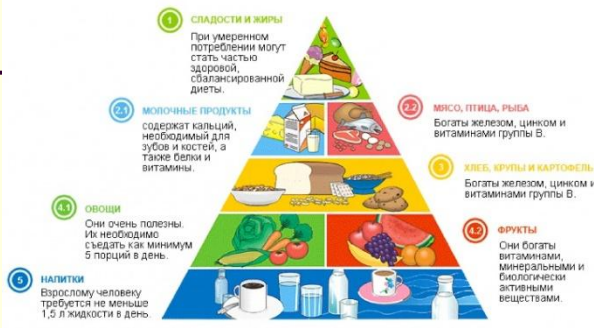 1 СЛАДОСТИ И ЖИРЫ
При умеренном
потреблении могут
стать частью
здоровой,
сбалансированной
диеты.
2.1 МОЛОЧНЫЕ ПРОДУКТЫ
содержат кальций,
необходимый для
зубов и костей, а
также белки и
витамины.
2.2 МЯСО, ПТИЦА, РЫБА
Богаты железом, цинком и
витаминами группы В.
3 ХЛЕБ, КРУПЫ И КАРТОФЕЛЬ
Богаты железом, цинком и
витаминами группы В.
4.1 ОВОЩИ
Они очень полезны.
Их необходимо
съедать как минимум
5 порций в день.
4.2 ФРУКТЫ
Они богаты
витаминами,
минеральными и
биологически
активными
веществами.
5 НАПИТКИ
Взрослому человеку
требуется не меньше
1,5 л жидкости в день.